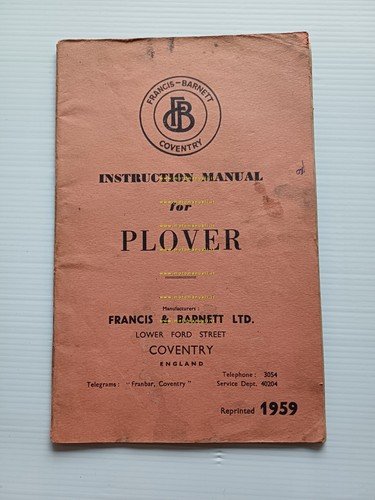 FRANCIS-BARNETT
FB
COVENTRY
INSTRUCTION MANUAL
for
PLOVER
Manufacturers:
FRANCIS & BARNETT LTD.
LOWER FORD STREET
COVENTRY
ENGLAND
Telephone: 3054
Telegrams: "Franbar, Coventry" Service Dept. 40204
Reprinted 1959